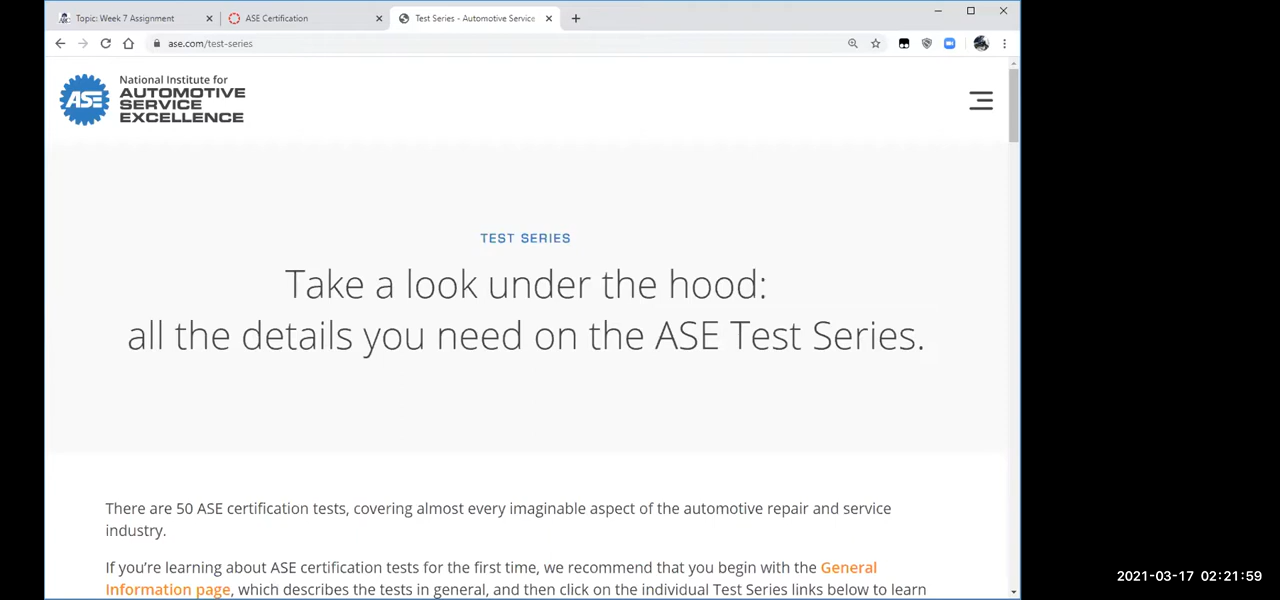 Topic: Week 7 Assignment
ASE Certification
Test Series - Automotive Service
ase.com/test-series
ASE
National Institute for
AUTOMOTIVE
SERVICE
EXCELLENCE
TEST SERIES
Take a look under the hood:
all the details you need on the ASE Test Series.
There are 50 ASE certification tests, covering almost every imaginable aspect of the automotive repair and service
industry.
If you’re learning about ASE certification tests for the first time, we recommend that you begin with the General
Information page, which describes the tests in general, and then click on the individual Test Series links below to learn
2021-03-17 02:21:59